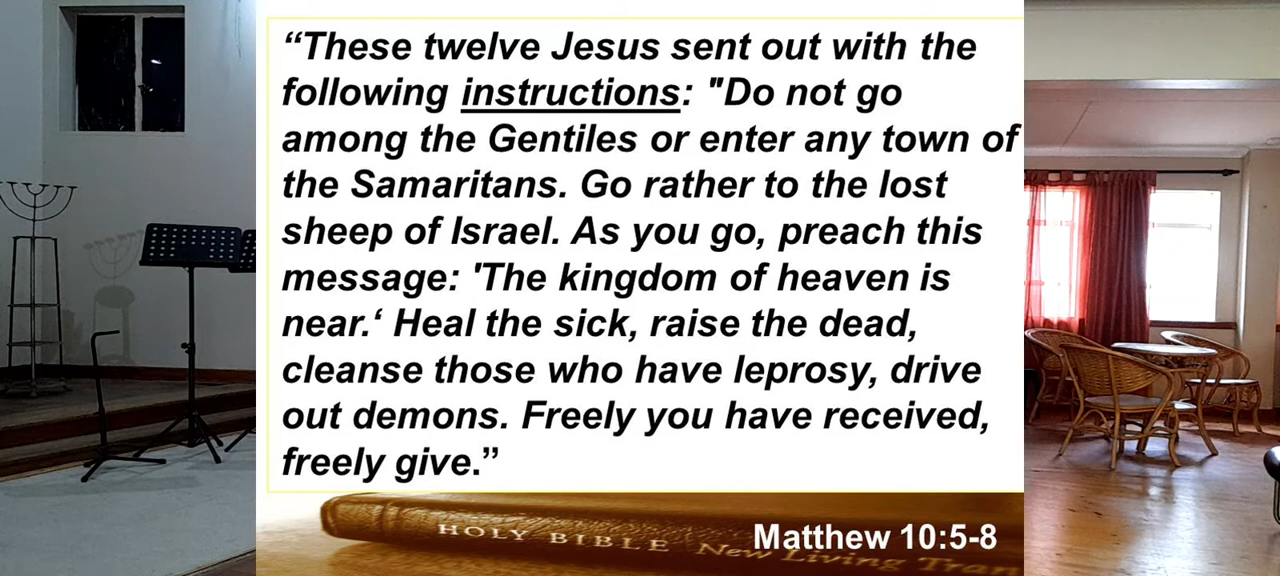 “These twelve Jesus sent out with the
following instructions: "Do not go
among the Gentiles or enter any town of
the Samaritans. Go rather to the lost
sheep of Israel. As you go, preach this
message: 'The kingdom of heaven is
near.‘ Heal the sick, raise the dead,
cleanse those who have leprosy, drive
out demons. Freely you have received,
freely give.”
HOLY BIBLE New Living Tran
Matthew 10:5-8